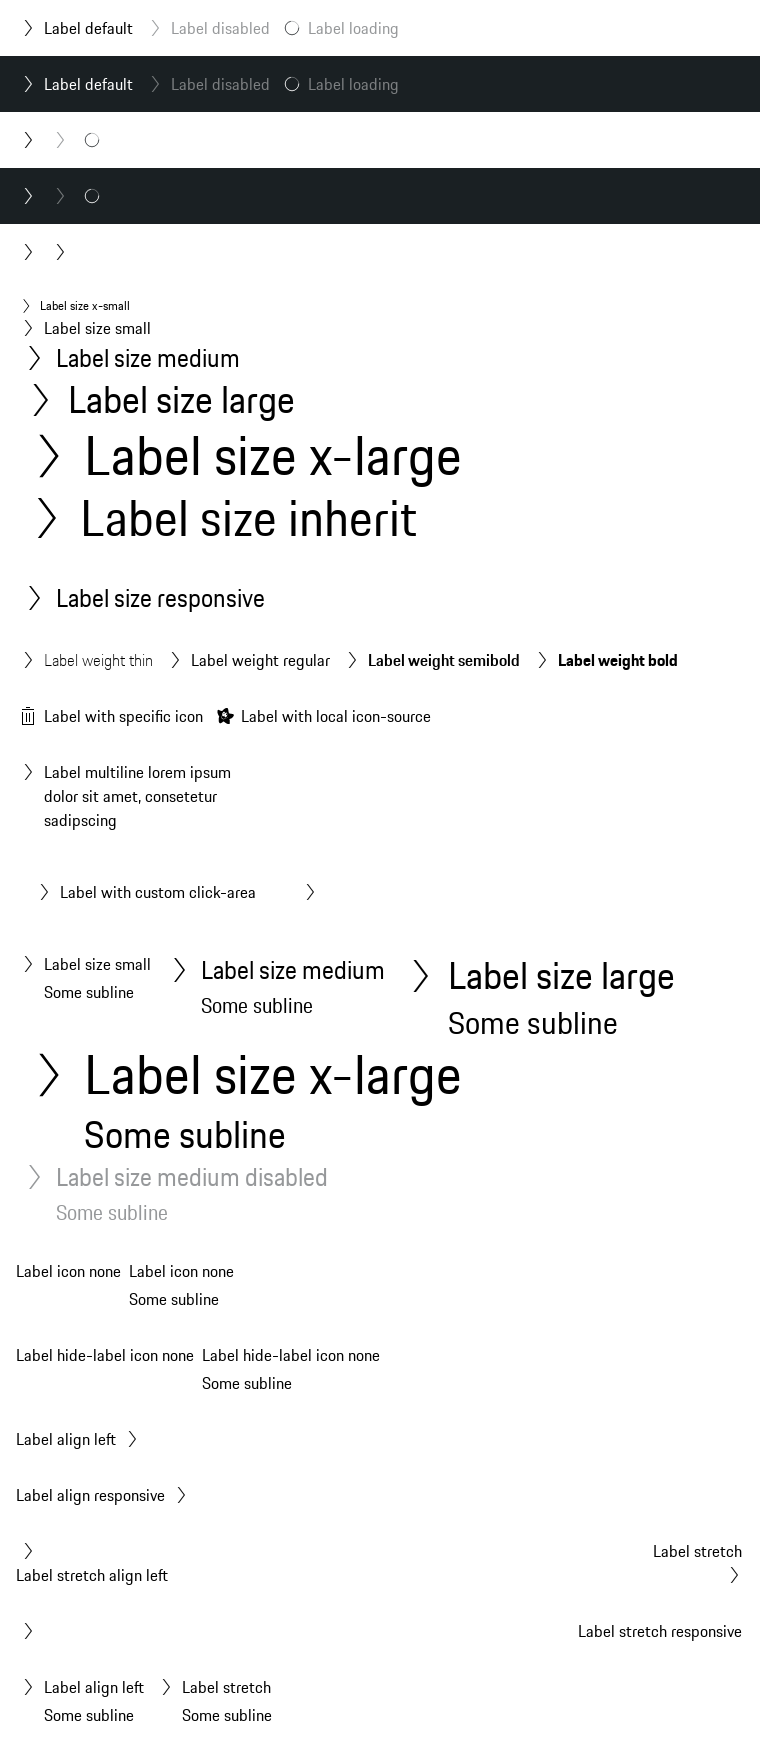 Label default Label disabled Label loading
Label default Label disabled Label loading
Label size x-small
Label size small
Label size medium
Label size large
Label size x-large
Label size inherit
Label size responsive
Label weight thin Label weight regular Label weight semibold Label weight bold
Label with specific icon Label with local icon-source
Label multiline lorem ipsum
dolor sit amet, consetetur
sadipscing
Label with custom click-area
Label size small Label size medium Label size large
Some subline Some subline Some subline
Label size x-large
Some subline
Label size medium disabled
Some subline
Label icon none Label icon none
Some subline
Label hide-label icon none Label hide-label icon none
Some subline
Label align left
Label align responsive
Label stretch
Label stretch align left
Label stretch responsive
Label align left Label stretch
Some subline Some subline